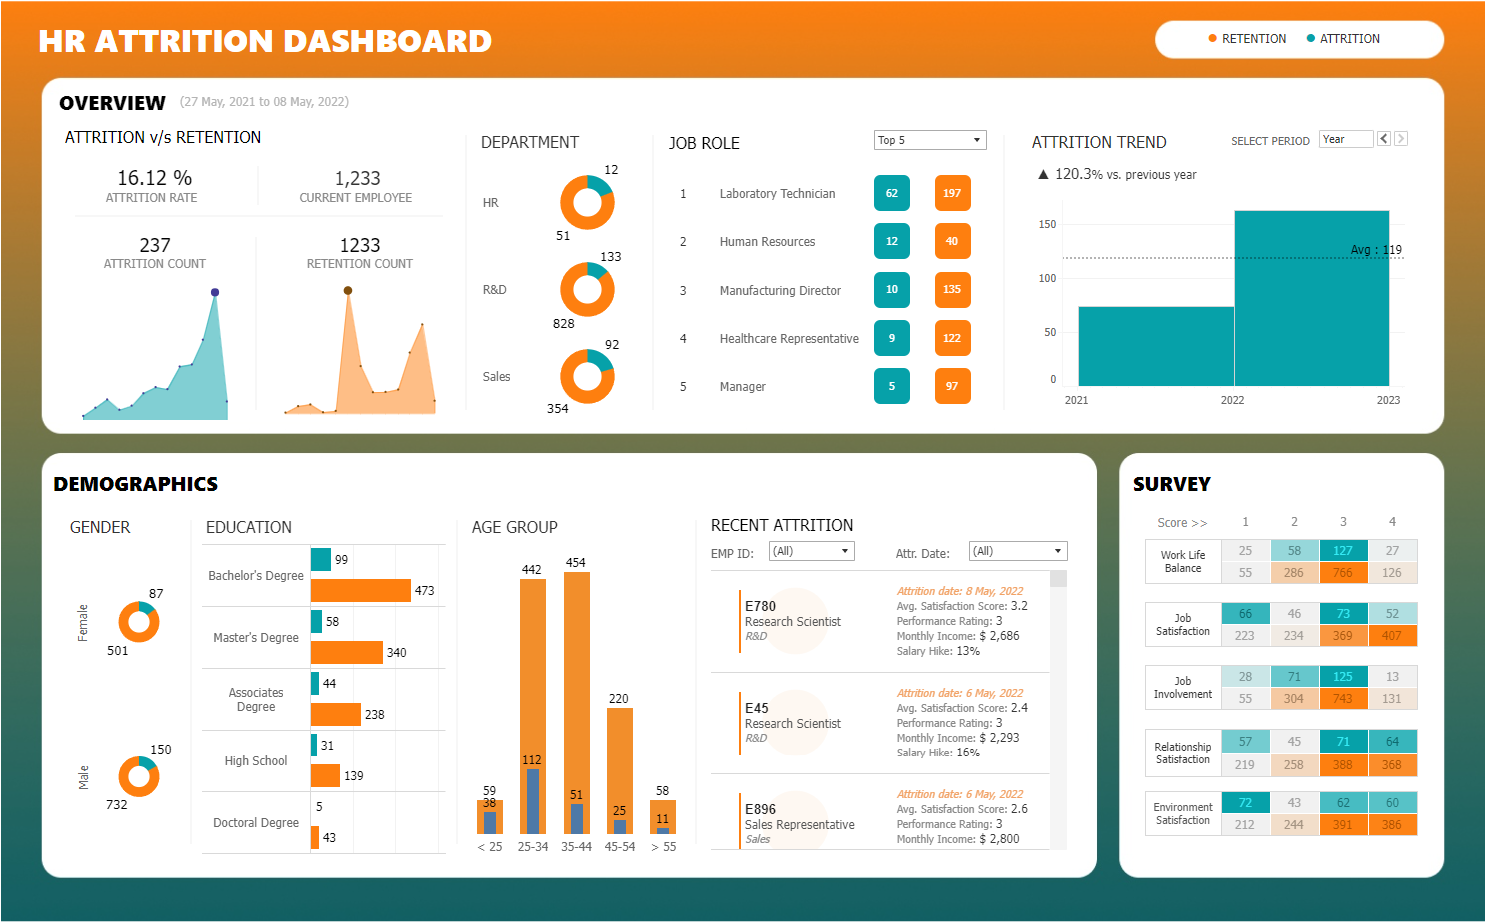 HR ATTRITION DASHBOARD
RETENTION ATTRITION
OVERVIEW (27 May, 2021 to 08 May, 2022)
ATTRITION v/s RETENTION
16.12 %
ATTRITION RATE
1,233
CURRENT EMPLOYEE
237
ATTRITION COUNT
1233
RETENTION COUNT
DEPARTMENT
HR
12
51
R&D
133
828
Sales
92
354
JOB ROLE
Top 5
1 Laboratory Technician 62 197
2 Human Resources 12 40
3 Manufacturing Director 10 135
4 Healthcare Representative 9 122
5 Manager 5 97
ATTRITION TREND
SELECT PERIOD Year
▲ 120.3% vs. previous year
150
100
50
0
Avg : 119
2021 2022 2023
DEMOGRAPHICS
GENDER
Female
87
501
Male
150
732
EDUCATION
Bachelor's Degree
99
473
Master's Degree
58
340
Associates
Degree
44
238
High School
31
139
Doctoral Degree
5
43
AGE GROUP
59
38
442
112
454
51
220
25
58
11
< 25 25-34 35-44 45-54 > 55
RECENT ATTRITION
EMP ID: (All) Attr. Date: (All)
E780
Research Scientist
R&D
Attrition date: 8 May, 2022
Avg. Satisfaction Score: 3.2
Performance Rating: 3
Monthly Income: $ 2,686
Salary Hike: 13%
E45
Research Scientist
R&D
Attrition date: 6 May, 2022
Avg. Satisfaction Score: 2.4
Performance Rating: 3
Monthly Income: $ 2,293
Salary Hike: 16%
E896
Sales Representative
Sales
Attrition date: 6 May, 2022
Avg. Satisfaction Score: 2.6
Performance Rating: 3
Monthly Income: $ 2,800
SURVEY
Score >> 1 2 3 4
Work Life
Balance
25 58 127 27
55 286 766 126
Job
Satisfaction
66 46 73 52
223 234 369 407
Job
Involvement
28 71 125 13
55 304 743 131
Relationship
Satisfaction
57 45 71 64
219 258 388 368
Environment
Satisfaction
72 43 62 60
212 244 391 386